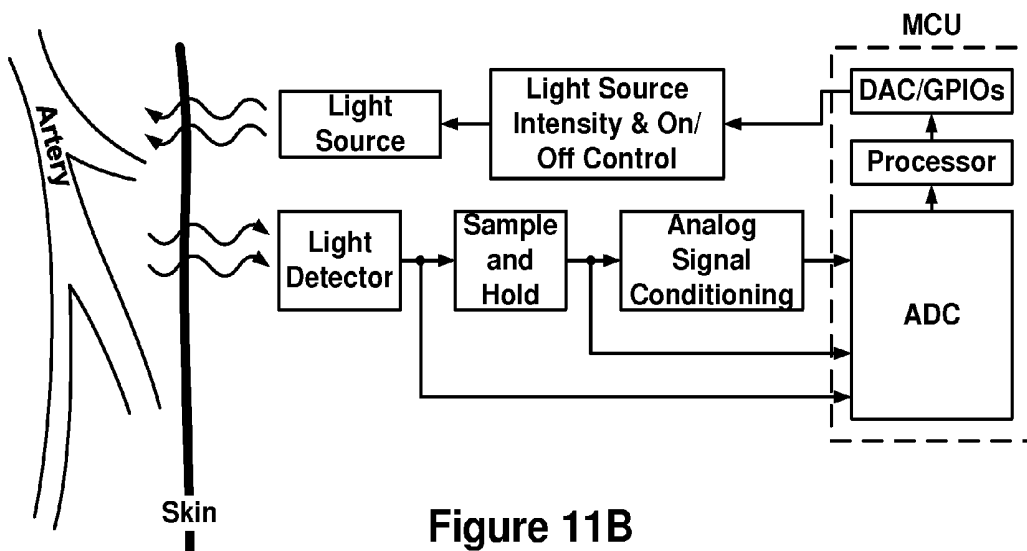 MCU
Artery
Light
Source
Light Source
Intensity & On/
Off Control
DAC/GPIOs
Processor
Light
Detector
Sample
and
Hold
Analog
Signal
Conditioning
ADC
Skin
Figure 11B